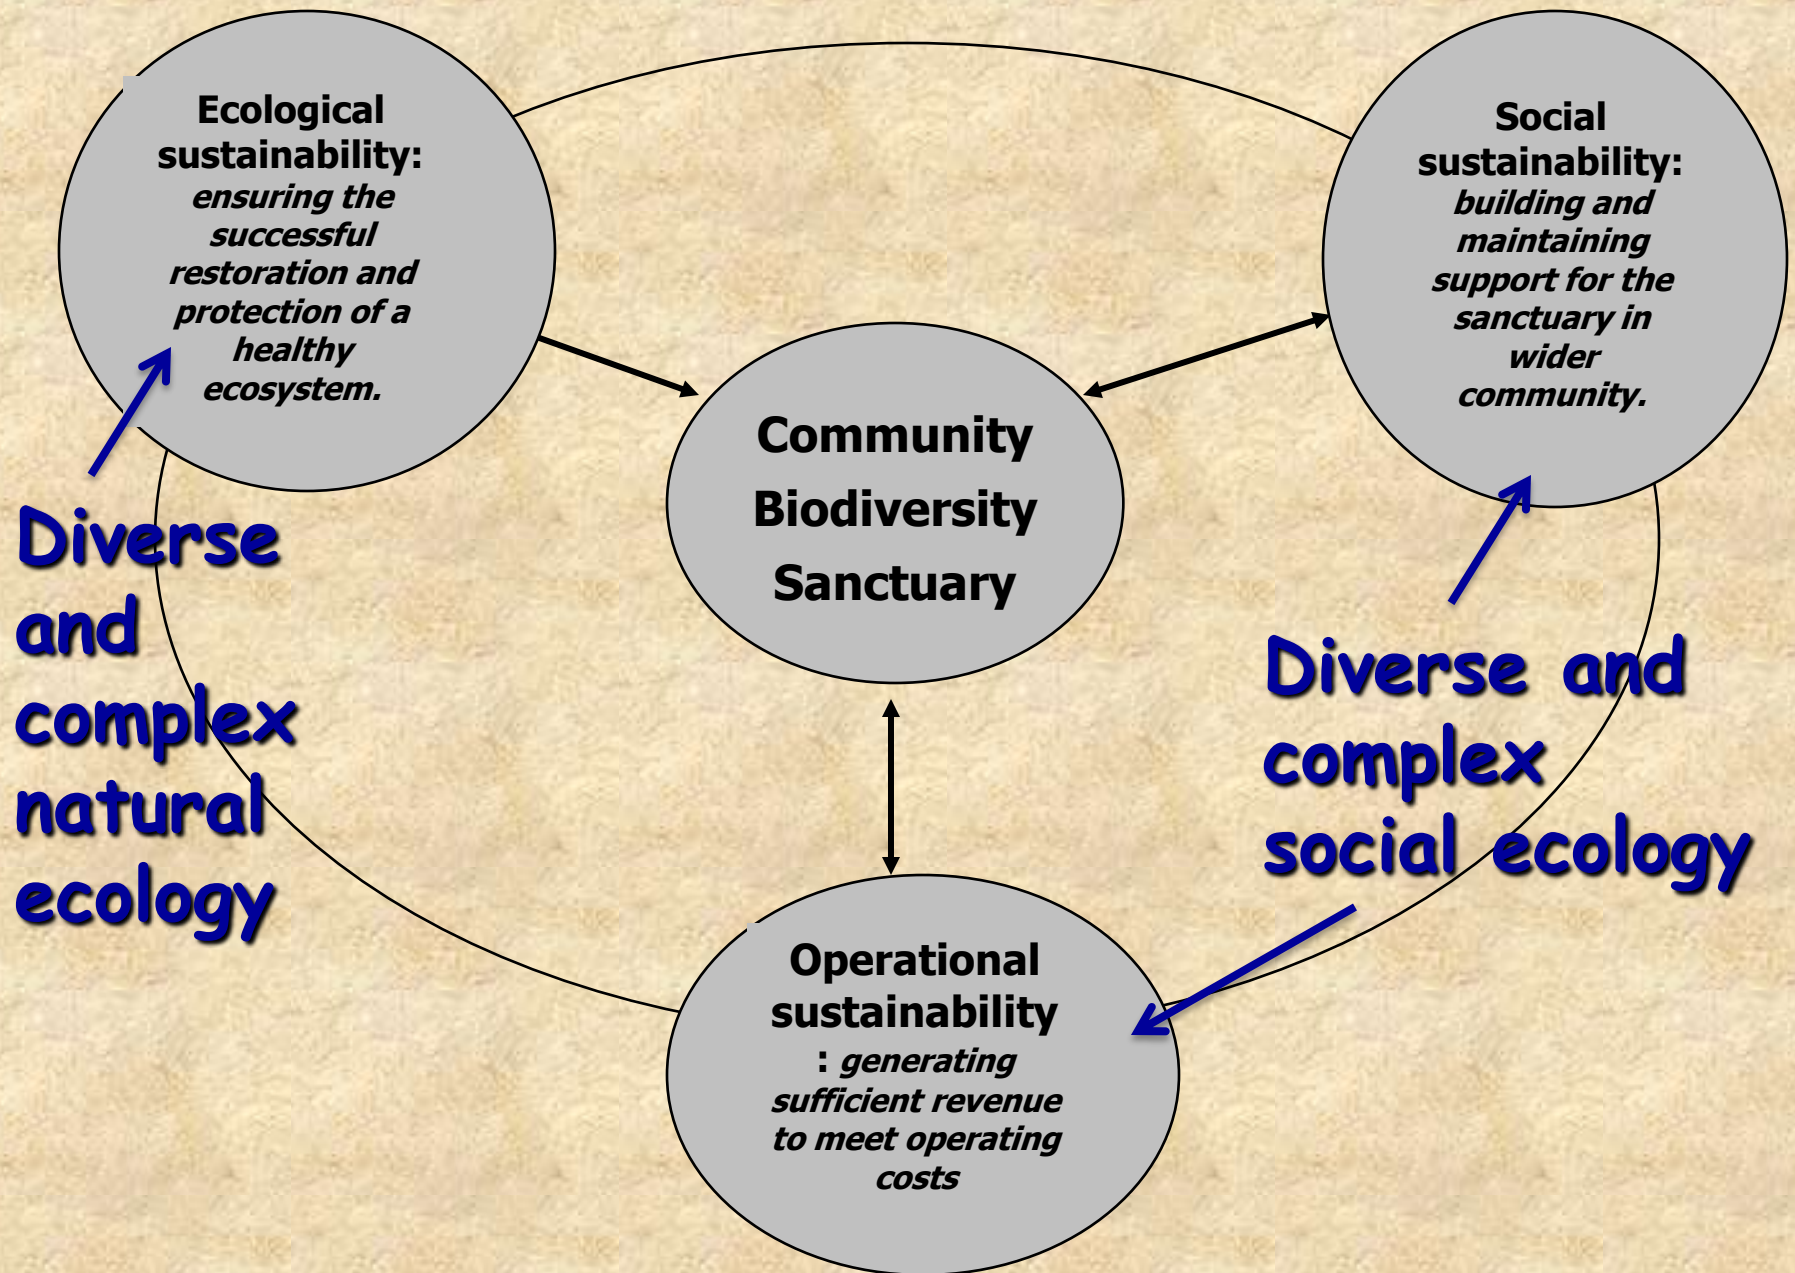 Ecological
sustainability:
ensuring the
successful
restoration and
protection of a
healthy
ecosystem.
Social
sustainability:
building and
maintaining
support for the
sanctuary in
wider
community.
Community
Biodiversity
Sanctuary
Diverse
and
complex
natural
ecology
Diverse and
complex
social ecology
Operational
sustainability
: generating
sufficient revenue
to meet operating
costs